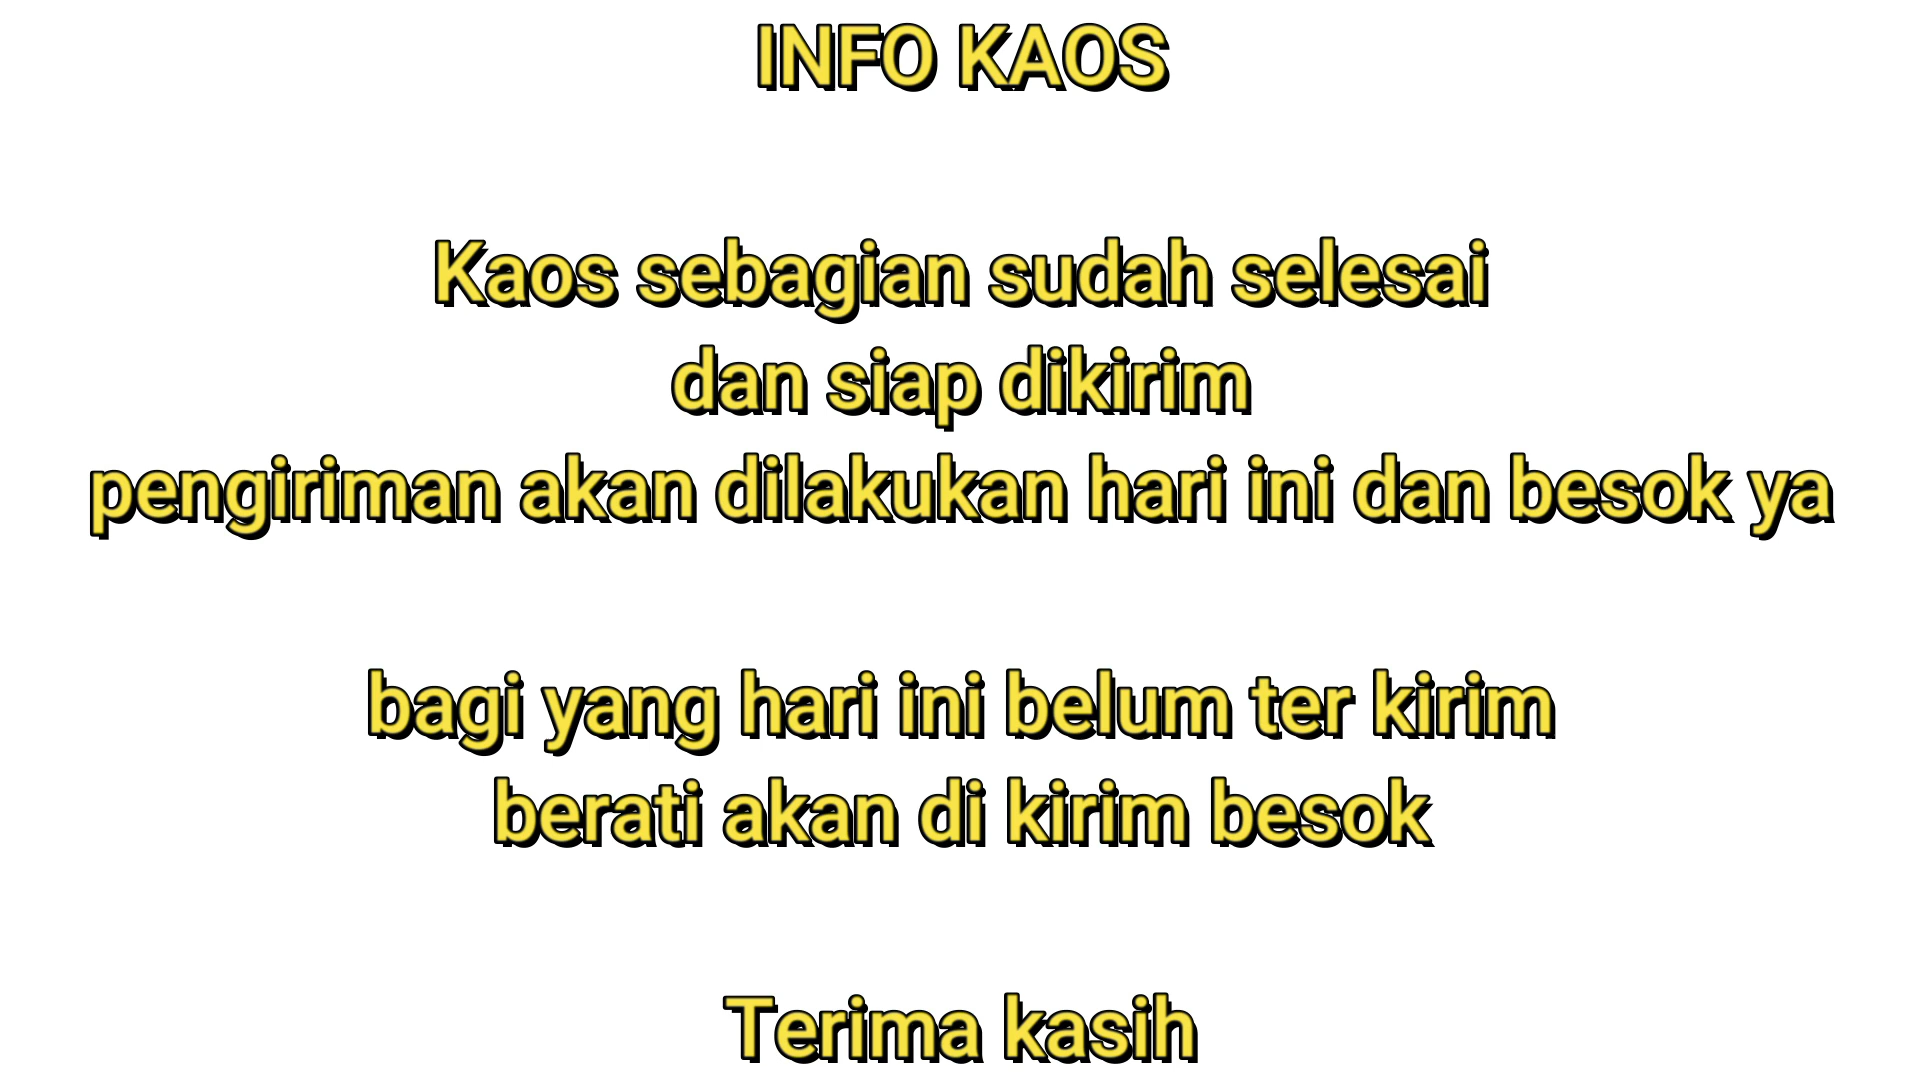 INFO KAOS
Kaos sebagian sudah selesai
dan siap dikirim
pengiriman akan dilakukan hari ini dan besok ya
bagi yang hari ini belum ter kirim
berati akan di kirim besok
Terima kasih